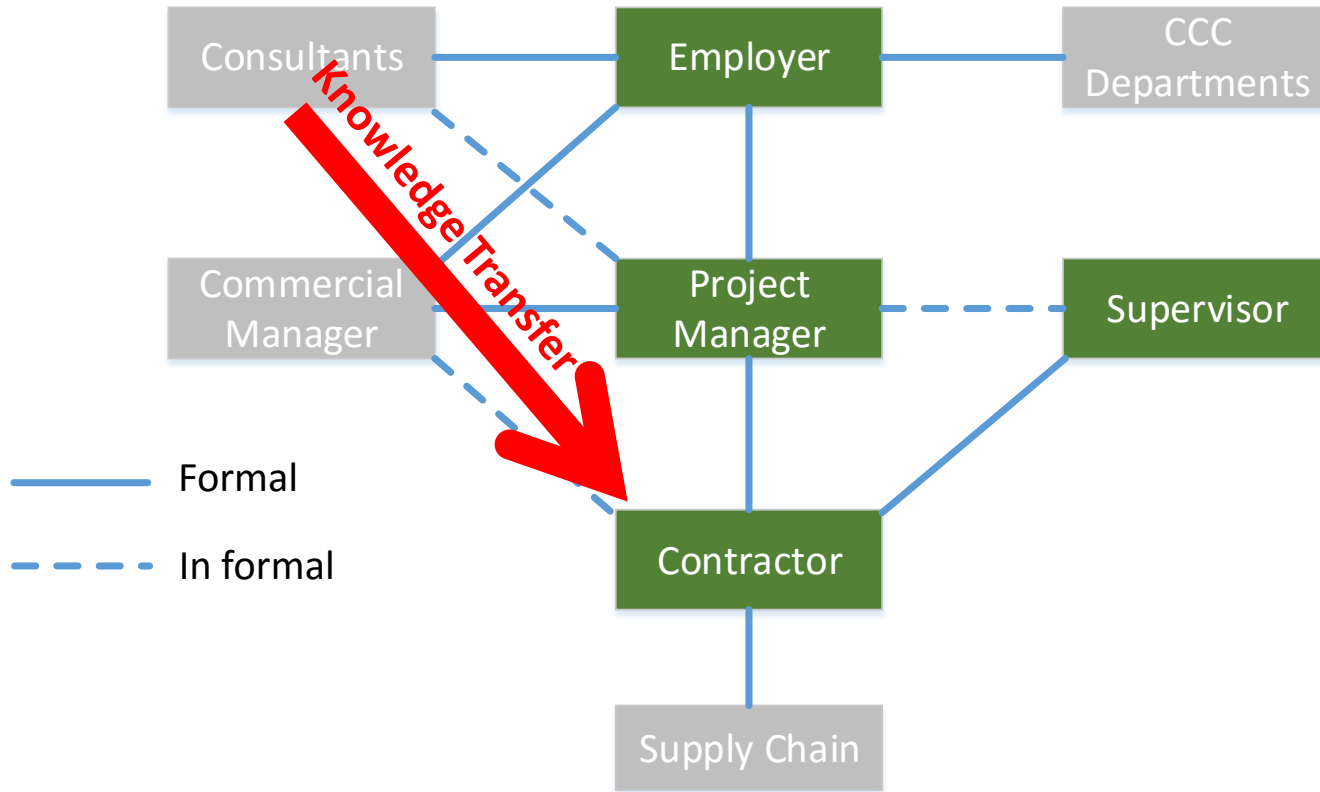 Consultants
Employer
CCC
Departments
Knowledge Transfer
Commercial
Manager
Project
Manager
Supervisor
Formal
In formal
Contractor
Supply Chain